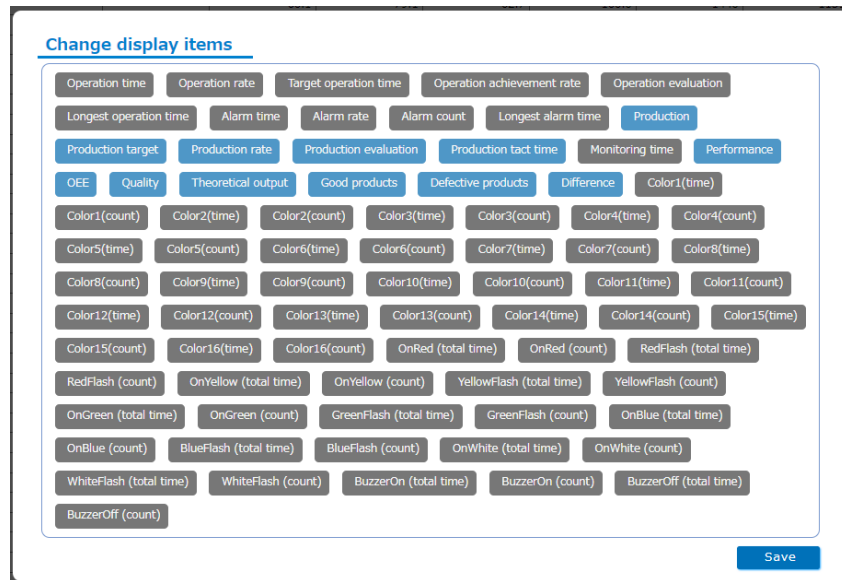 Change display items
Operation time Operation rate Target operation time Operation achievement rate Operation evaluation
Longest operation time Alarm time Alarm rate Alarm count Longest alarm time Production
Production target Production rate Production evaluation Production tact time Monitoring time Performance
OEE Quality Theoretical output Good products Defective products Difference Color1(time)
Color1(count) Color2(time) Color2(count) Color3(time) Color3(count) Color4(time) Color4(count)
Color5(time) Color5(count) Color6(time) Color6(count) Color7(time) Color7(count) Color8(time)
Color8(count) Color9(time) Color9(count) Color10(time) Color10(count) Color11(time) Color11(count)
Color12(time) Color12(count) Color13(time) Color13(count) Color14(time) Color14(count) Color15(time)
Color15(count) Color16(time) Color16(count) OnRed (total time) OnRed (count) RedFlash (total time)
RedFlash (count) OnYellow (total time) OnYellow (count) YellowFlash (total time) YellowFlash (count)
OnGreen (total time) OnGreen (count) GreenFlash (total time) GreenFlash (count) OnBlue (total time)
OnBlue (count) BlueFlash (total time) BlueFlash (count) OnWhite (total time) OnWhite (count)
WhiteFlash (total time) WhiteFlash (count) BuzzerOn (total time) BuzzerOn (count) BuzzerOff (total time)
BuzzerOff (count)
Save